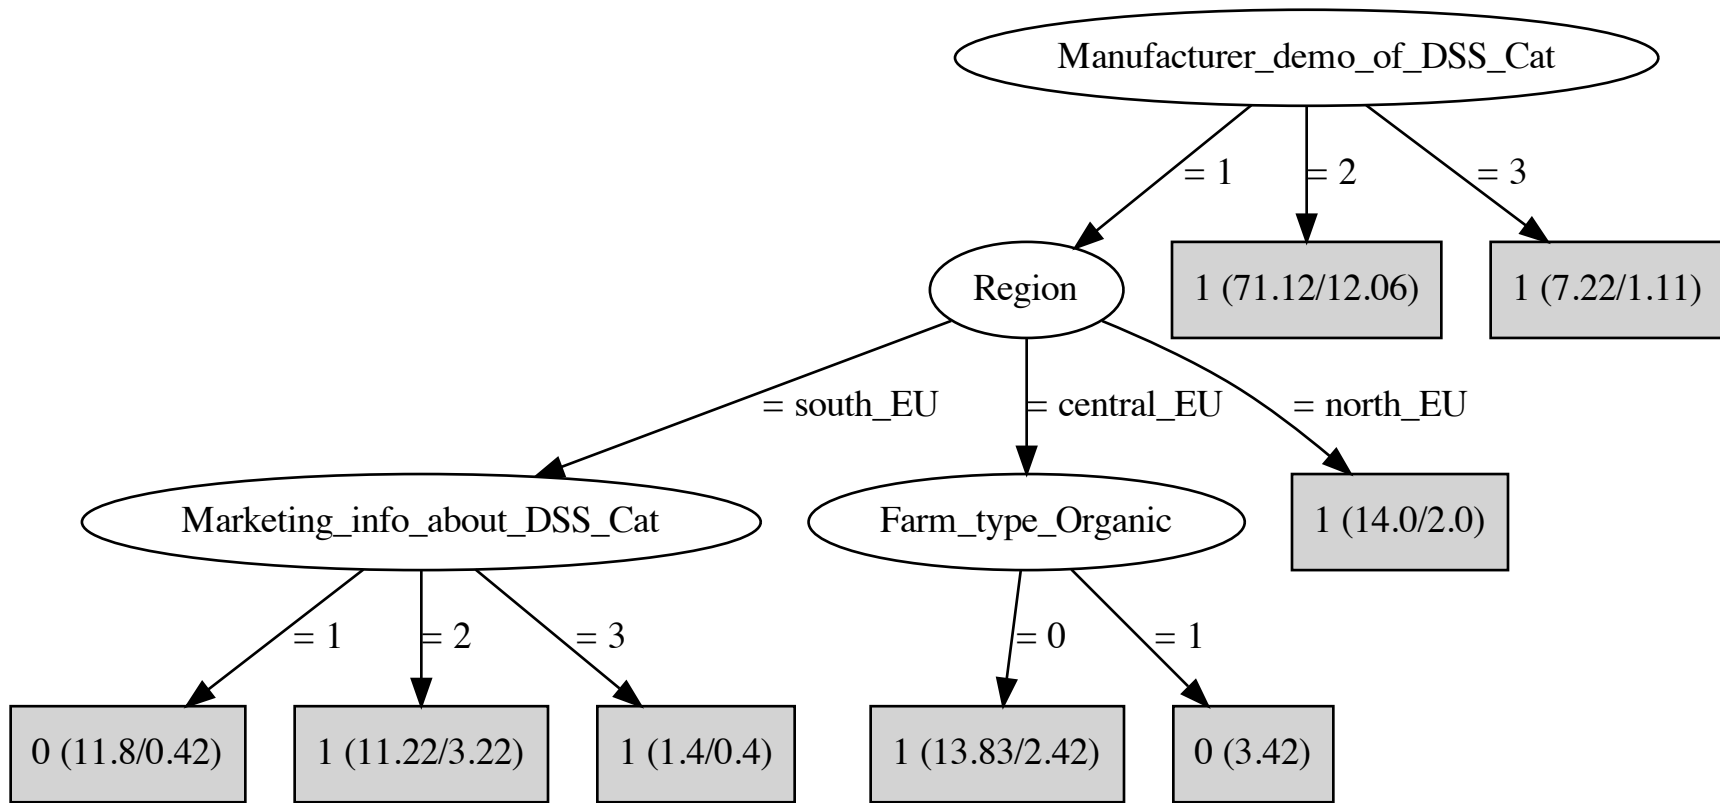 Manufacturer_demo_of_DSS_Cat
= 1
= 2
= 3
Region
1 (71.12/12.06)
1 (7.22/1.11)
= south_EU
= central_EU
= north_EU
Marketing_info_about_DSS_Cat
Farm_type_Organic
1 (14.0/2.0)
= 1
= 2
= 3
= 0
= 1
0 (11.8/0.42)
1 (11.22/3.22)
1 (1.4/0.4)
1 (13.83/2.42)
0 (3.42)